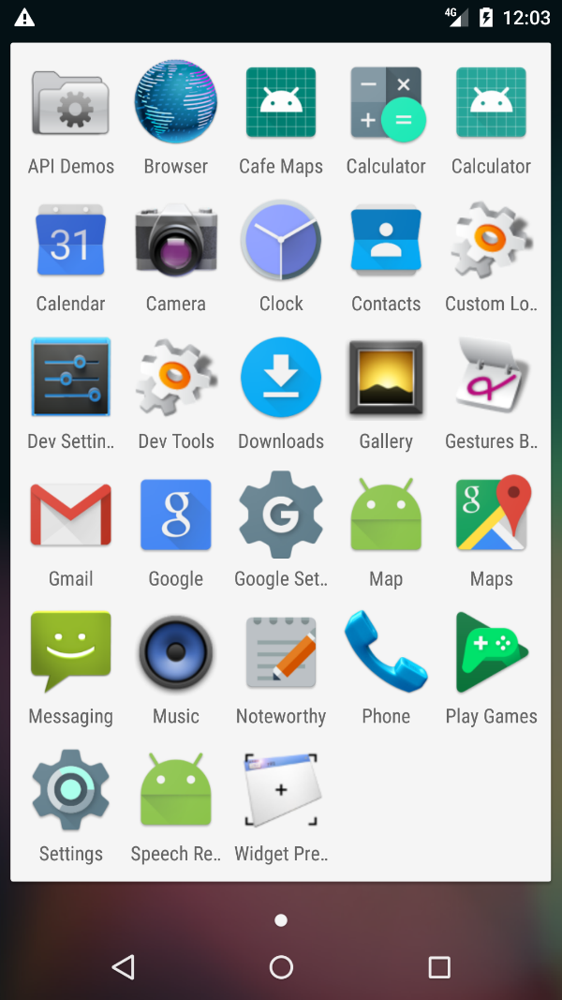 4G 12:03
API Demos Browser Cafe Maps Calculator Calculator
31
Calendar Camera Clock Contacts Custom Lo..
Dev Settin.. Dev Tools Downloads Gallery Gestures B..
g G g
Gmail Google Google Set.. Map Maps
Messaging Music Noteworthy Phone Play Games
Settings Speech Re.. Widget Pre..